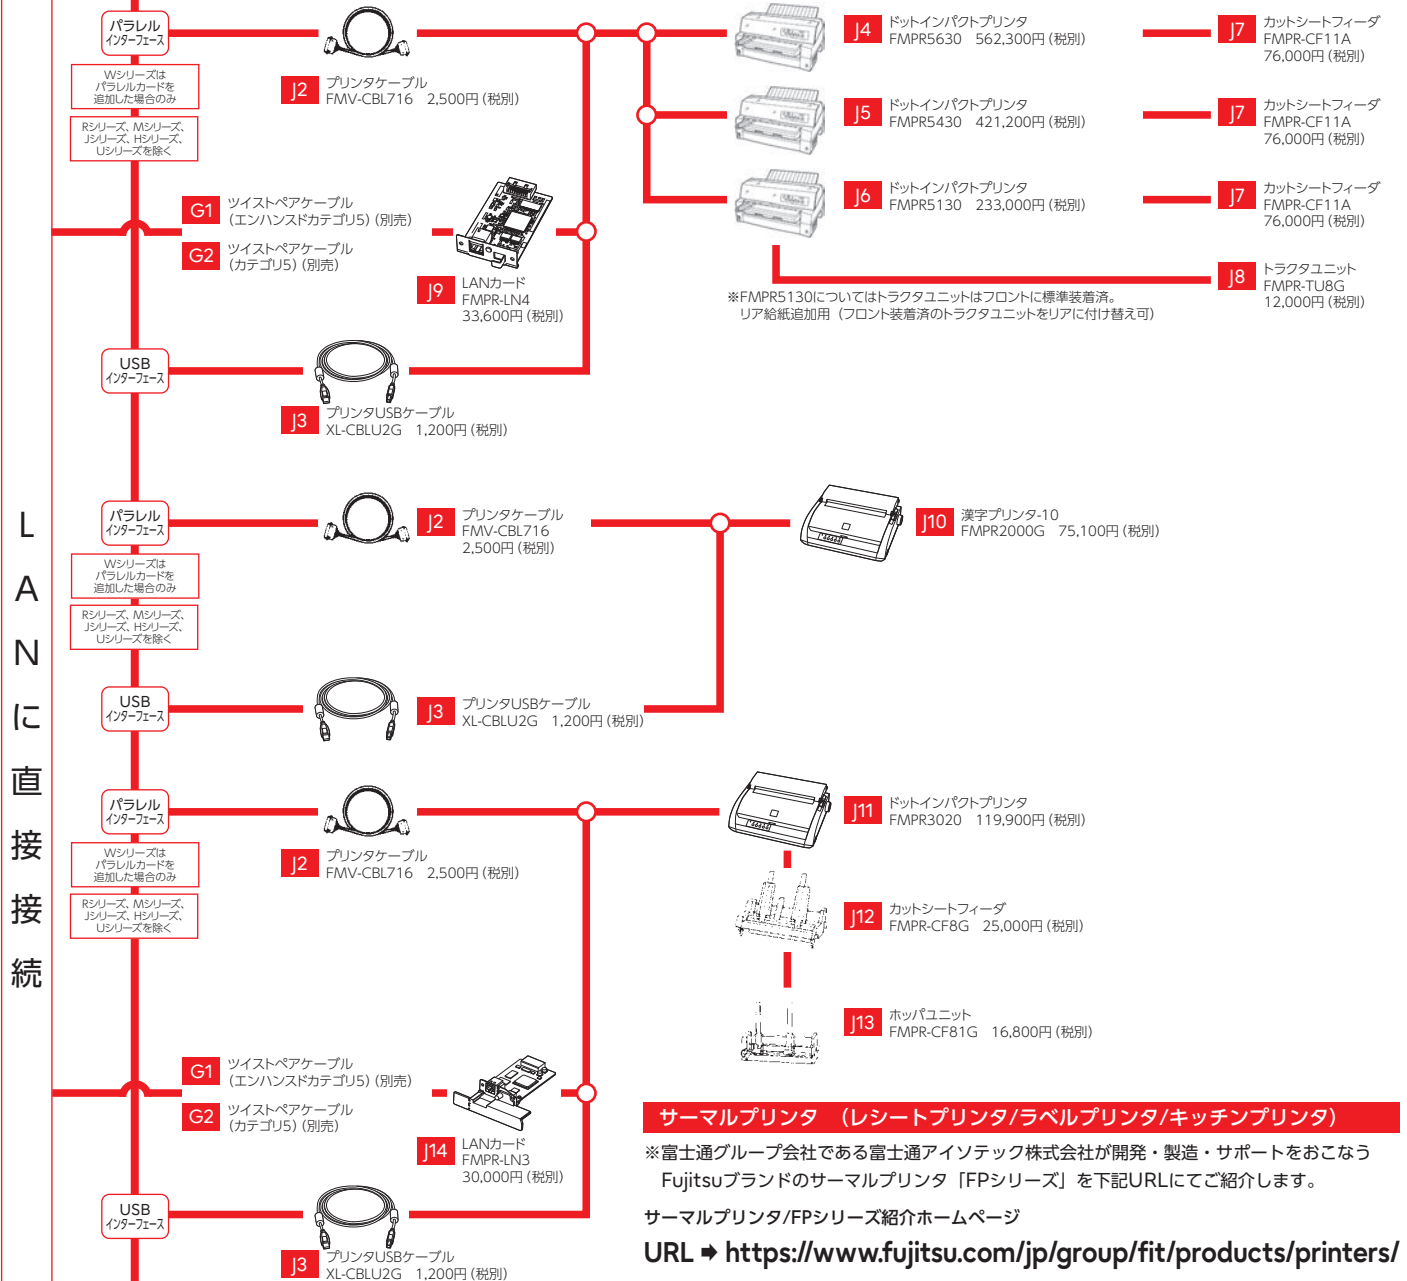 LANに直接接続
パラレル
インターフェース
Wシリーズは
パラレルカードを
追加した場合のみ
Rシリーズ、Mシリーズ、
Jシリーズ、Hシリーズ、
Uシリーズを除く
J2
プリンタケーブル
FMV-CBL716 2,500円(税別)
J4
ドットインパクトプリンタ
FMPR5630 562,300円(税別)
J7
カットシートフィーダ
FMPR-CF11A
76,000円(税別)
J5
ドットインパクトプリンタ
FMPR5430 421,200円(税別)
J7
カットシートフィーダ
FMPR-CF11A
76,000円(税別)
J6
ドットインパクトプリンタ
FMPR5130 233,000円(税別)
J7
カットシートフィーダ
FMPR-CF11A
76,000円(税別)
J8
トラクタユニット
FMPR-TU8G
12,000円(税別)
※FMPR5130についてはトラクタユニットはフロントに標準装着済。
リア給紙追加用(フロント装着済のトラクタユニットをリアに付け替え可)
G1
ツイストペアケーブル
(エンハンスドカテゴリ5)(別売)
G2
ツイストペアケーブル
(カテゴリ5)(別売)
J9
LANカード
FMPR-LN4
33,600円(税別)
USB
インターフェース
J3
プリンタUSBケーブル
XL-CBLU2G 1,200円(税別)
パラレル
インターフェース
Wシリーズは
パラレルカードを
追加した場合のみ
Rシリーズ、Mシリーズ、
Jシリーズ、Hシリーズ、
Uシリーズを除く
J2
プリンタケーブル
FMV-CBL716
2,500円(税別)
J10
漢字プリンタ-10
FMPR2000G 75,100円(税別)
USB
インターフェース
J3
プリンタUSBケーブル
XL-CBLU2G 1,200円(税別)
パラレル
インターフェース
Wシリーズは
パラレルカードを
追加した場合のみ
Rシリーズ、Mシリーズ、
Jシリーズ、Hシリーズ、
Uシリーズを除く
J2
プリンタケーブル
FMV-CBL716 2,500円(税別)
J11
ドットインパクトプリンタ
FMPR3020 119,900円(税別)
J12
カットシートフィーダ
FMPR-CF8G 25,000円(税別)
J13
ホッパユニット
FMPR-CF81G 16,800円(税別)
G1
ツイストペアケーブル
(エンハンスドカテゴリ5)(別売)
G2
ツイストペアケーブル
(カテゴリ5)(別売)
J14
LANカード
FMPR-LN3
30,000円(税別)
USB
インターフェース
J3
プリンタUSBケーブル
XL-CBLU2G 1,200円(税別)
サーマルプリンタ (レシートプリンタ/ラベルプリンタ/キッチンプリンタ)
※富士通グループ会社である富士通アイソテック株式会社が開発・製造・サポートをおこなう
Fujitsuブランドのサーマルプリンタ「FPシリーズ」を下記URLにてご紹介します。
サーマルプリンタ/FPシリーズ紹介ホームページ
URL ➡ https://www.fujitsu.com/jp/group/fit/products/printers/